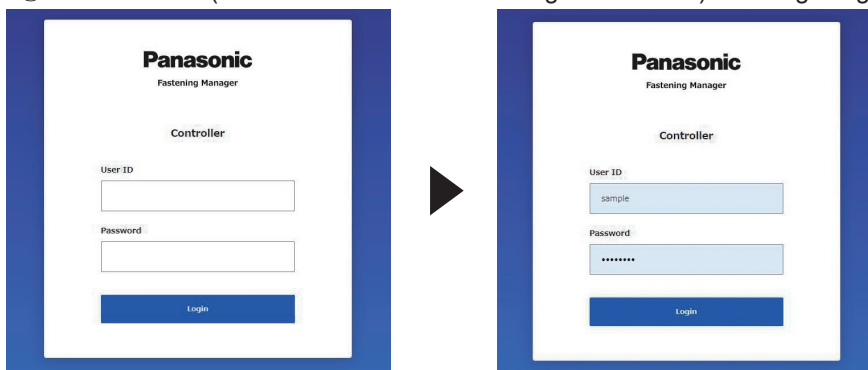 Panasonic
Fastening Manager
Controller
User ID
Password
Login
Panasonic
Fastening Manager
Controller
User ID
sample
Password
••••••••
Login